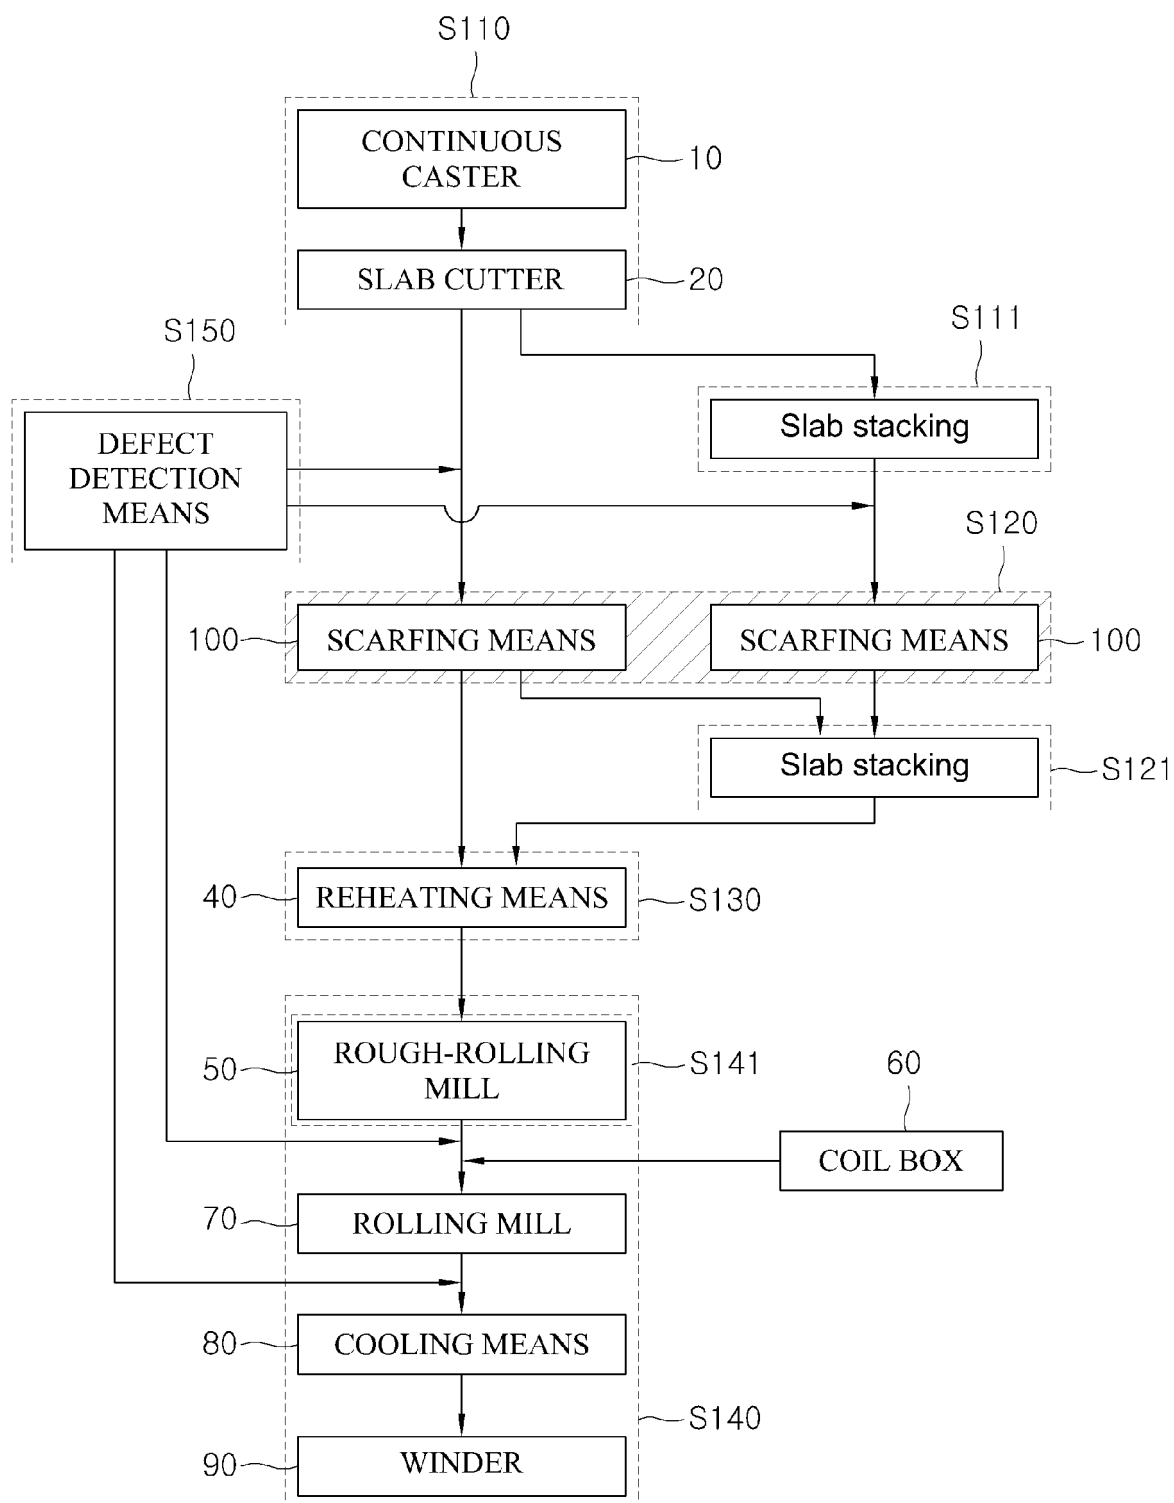 S110
CONTINUOUS
CASTER
10
SLAB CUTTER
20
S150
S111
DEFECT
DETECTION
MEANS
Slab stacking
S120
100
SCARFING MEANS
SCARFING MEANS
100
Slab stacking
S121
40
REHEATING MEANS
S130
50
ROUGH-ROLLING
MILL
S141
60
COIL BOX
70
ROLLING MILL
80
COOLING MEANS
S140
90
WINDER